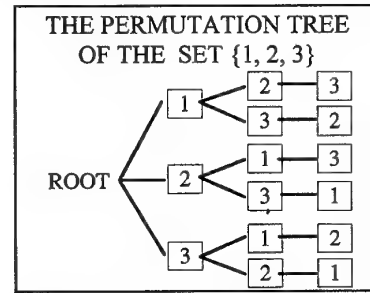 THE PERMUTATION TREE
OF THE SET {1, 2, 3}
2 3
1
3 2
1 3
ROOT 2
3 1
1 2
3
2 1